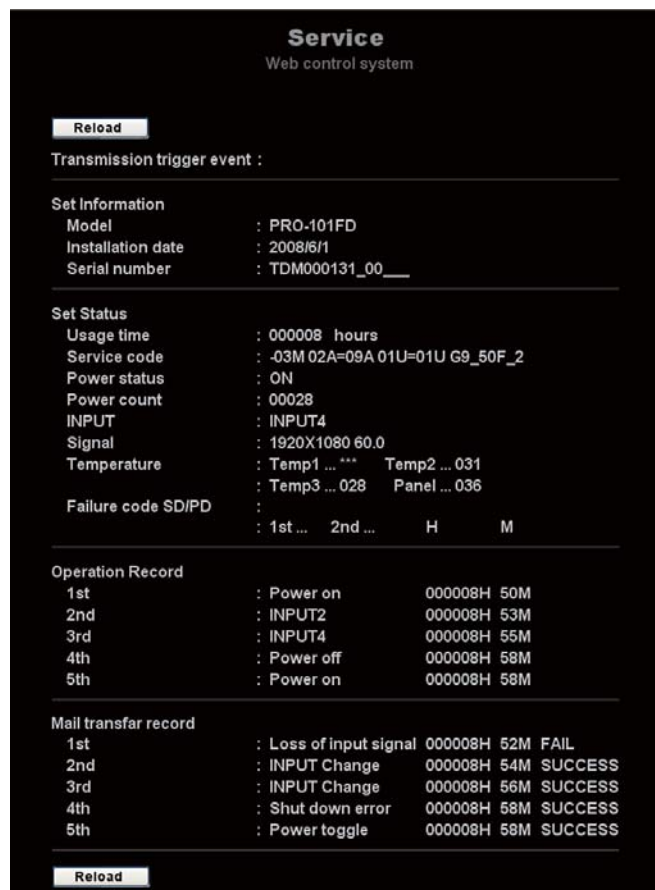 Service
Web control system
Reload
Transmission trigger event :
Set Information
Model : PRO-101FD
Installation date : 2008/6/1
Serial number : TDM000131_00___
Set Status
Usage time : 000008 hours
Service code : -03M 02A=09A 01U=01U G9_50F_2
Power status : ON
Power count : 00028
INPUT : INPUT4
Signal : 1920X1080 60.0
Temperature : Temp1 ... *** Temp2 ... 031
: Temp3 ... 028 Panel ... 036
Failure code SD/PD :
: 1st ... 2nd ... H M
Operation Record
1st : Power on 000008H 50M
2nd : INPUT2 000008H 53M
3rd : INPUT4 000008H 55M
4th : Power off 000008H 58M
5th : Power on 000008H 58M
Mail transfar record
1st : Loss of input signal 000008H 52M FAIL
2nd : INPUT Change 000008H 54M SUCCESS
3rd : INPUT Change 000008H 56M SUCCESS
4th : Shut down error 000008H 58M SUCCESS
5th : Power toggle 000008H 58M SUCCESS
Reload